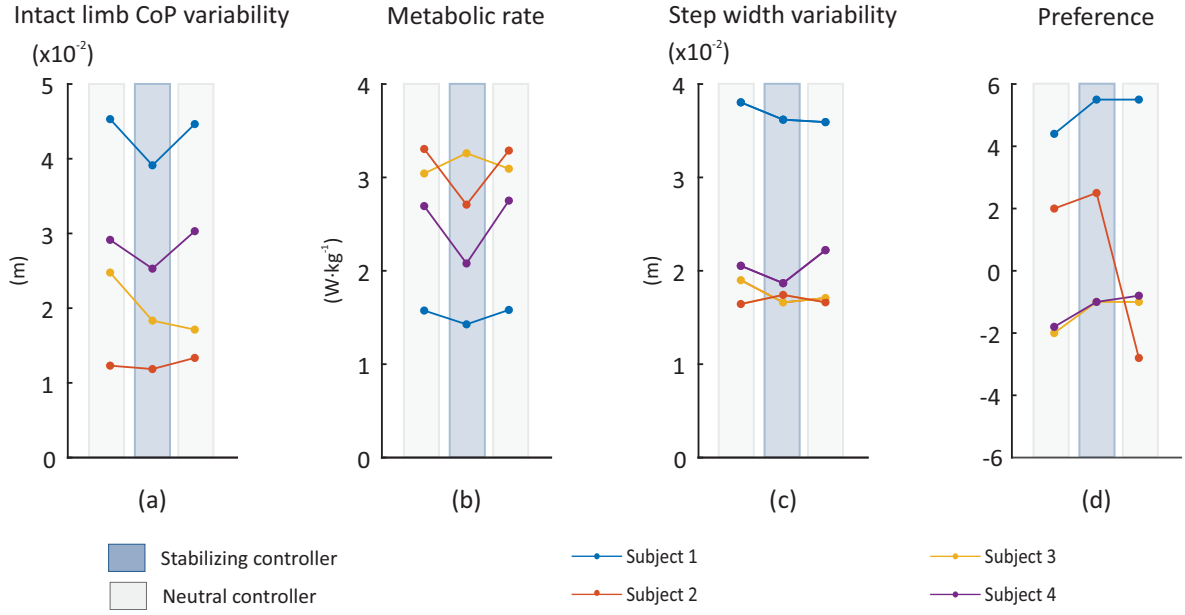 Intact limb CoP variability
Metabolic rate
Step width variability
Preference
(x10⁻²)
(x10⁻²)
5
4
3
2
1
0
(m)
4
3
2
1
0
(W·kg⁻¹)
4
3
2
1
0
(m)
6
4
2
0
-2
-4
-6
(a)
(b)
(c)
(d)
Stabilizing controller
Neutral controller
Subject 1
Subject 2
Subject 3
Subject 4